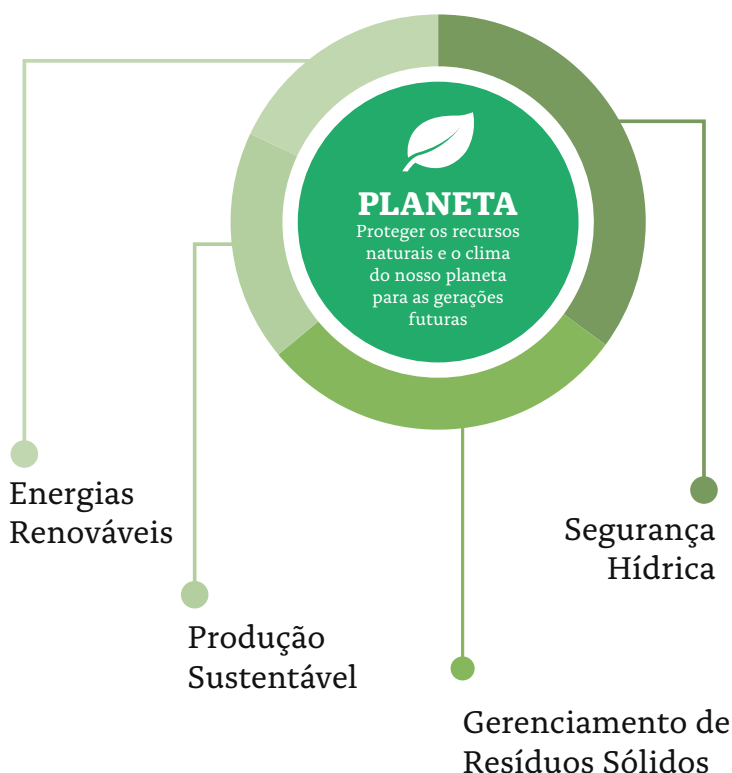 PLANETA
Proteger os recursos
naturais e o clima
do nosso planeta
para as gerações
futuras
Energias
Renováveis
Segurança
Hídrica
Produção
Sustentável
Gerenciamento de
Resíduos Sólidos